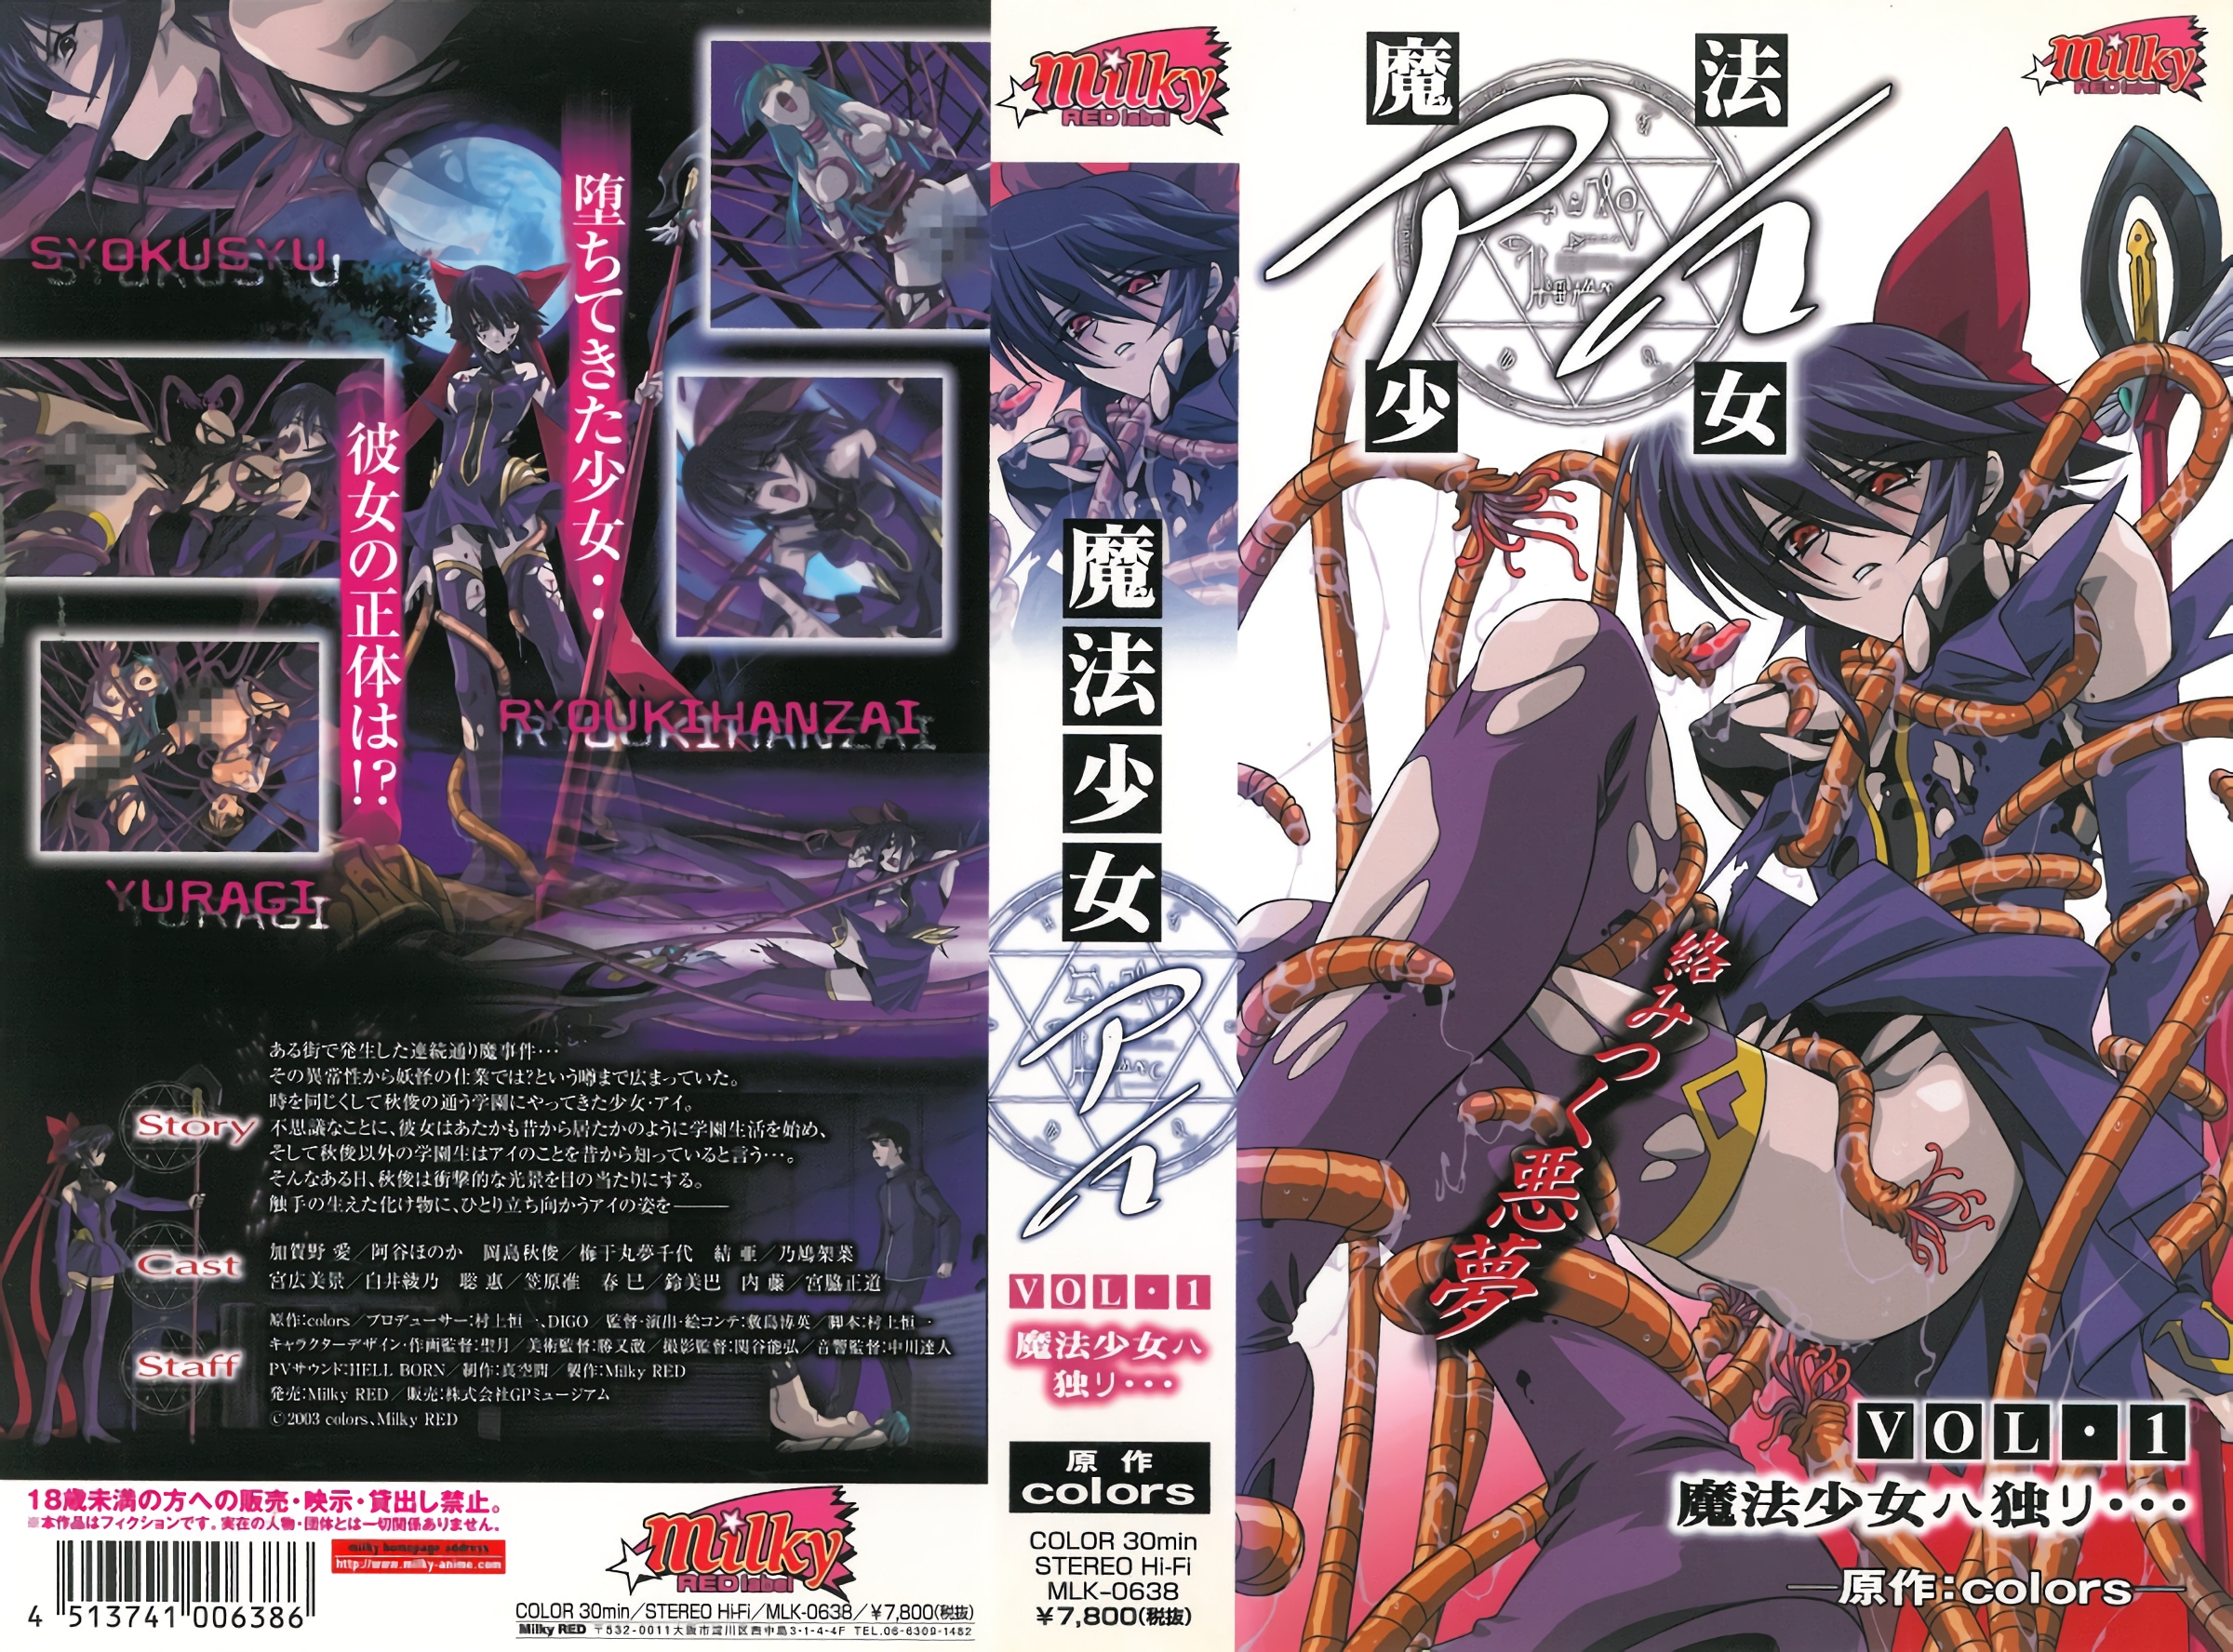 SYOKUSYU
堕ちてきた少女・・
彼女の正体は!?
RYOUKIHANZAI
YURAGI
Story
ある街で発生した連続通り魔事件…
その異常性から妖怪の仕業では?という噂まで広まっていた。
時を同じくして秋俊の通う学園にやってきた少女・アイ。
不思議なことに、彼女はあたかも昔から居たかのように学園生活を始め、
そして秋俊以外の学園生はアイのことを昔から知っていると言う…。
そんなある日、秋俊は衝撃的な光景を目の当たりにする。
触手の生えた化け物に、ひとり立ち向かうアイの姿を———
Cast
加賀野 愛／阿谷ほのか 岡島秋俊／梅干丸夢千代 結 亜／乃嶋架菜
宮広美景／白井綾乃 聡 恵／笠原准 春 巳／鈴美巴 内 藤／宮脇正道
Staff
原作:colors／プロデューサー:村上恒一、DIGO／監督・演出・絵コンテ:敷島博英／脚本:村上恒一
キャラクターデザイン・作画監督:聖月／美術監督:勝又激／撮影監督:関谷能弘／音響監督:中川達人
PVサウンド:HELL BORN／制作:真空間／製作:Milky RED
発売:Milky RED／販売:株式会社GPミュージアム
©2003 colors、Milky RED
18歳未満の方への販売・映示・貸出し禁止。
※本作品はフィクションです。実在の人物・団体とは一切関係ありません。
milky homepage address
http://www.milky-anime.com
4 513741 006386
milky
RED label
COLOR 30min／STEREO Hi-Fi／MLK-0638／¥7,800(税抜)
Milky RED 〒532-0011大阪市淀川区西中島3-1-4-4F TEL.06-6309-1482
milky
RED label
魔法少女
アイ
VOL・1
魔法少女ハ
独リ・・・
原作
colors
COLOR 30min
STEREO Hi-Fi
MLK-0638
¥7,800(税抜)
milky
RED label
魔法
アイ
少女
絡みつく悪夢
VOL・1
魔法少女ハ独リ・・・
—原作:colors—